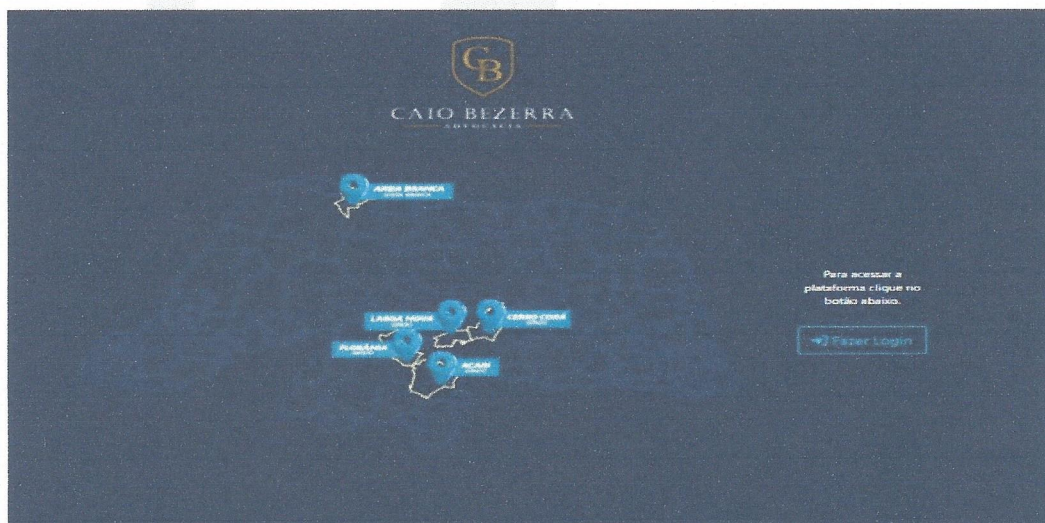 CB
CAIO BEZERRA
ADVOCACIA
AREIA BRANCA
LAGOA NOVA
CERRO CORÁ
FLORÂNIA
ACARI
Para acessar a
plataforma clique no
botão abaixo.
Fazer Login